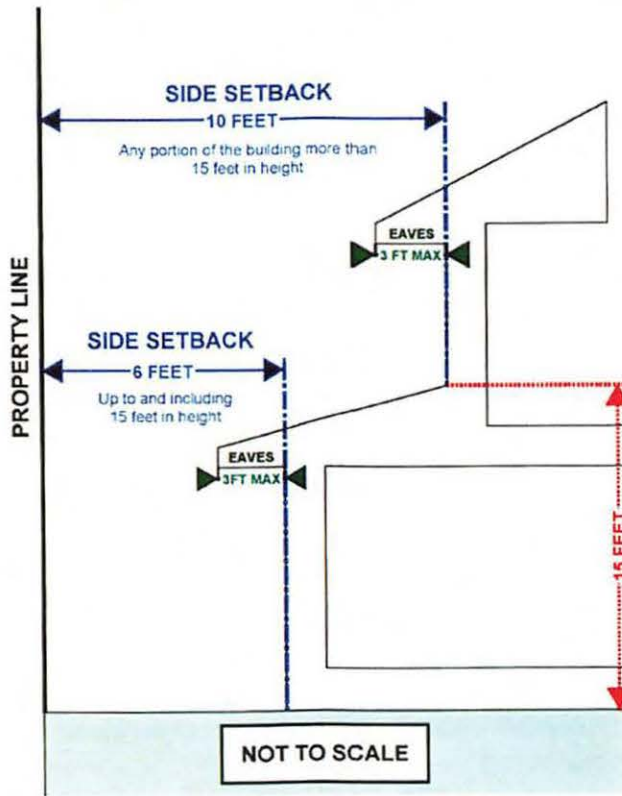 SIDE SETBACK
10 FEET
Any portion of the building more than
15 feet in height
EAVES
3 FT MAX
PROPERTY LINE
SIDE SETBACK
6 FEET
Up to and including
15 feet in height
EAVES
3FT MAX
15 FEET
NOT TO SCALE